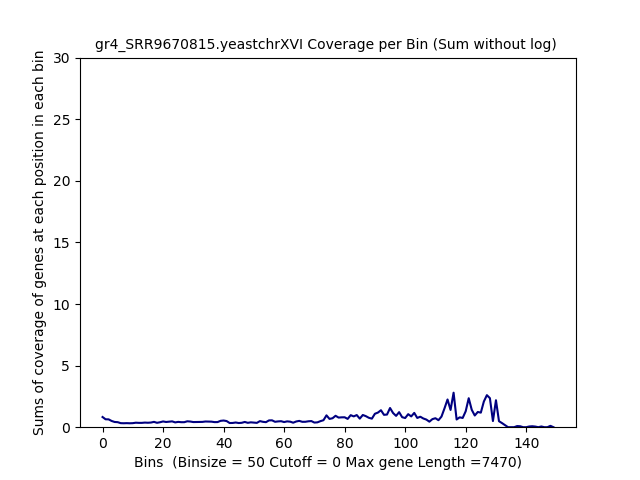 gr4_SRR9670815.yeastchrXVI Coverage per Bin (Sum without log)
Sums of coverage of genes at each position in each bin
30
25
20
15
10
5
0
0 20 40 60 80 100 120 140
Bins  (Binsize = 50 Cutoff = 0 Max gene Length =7470)